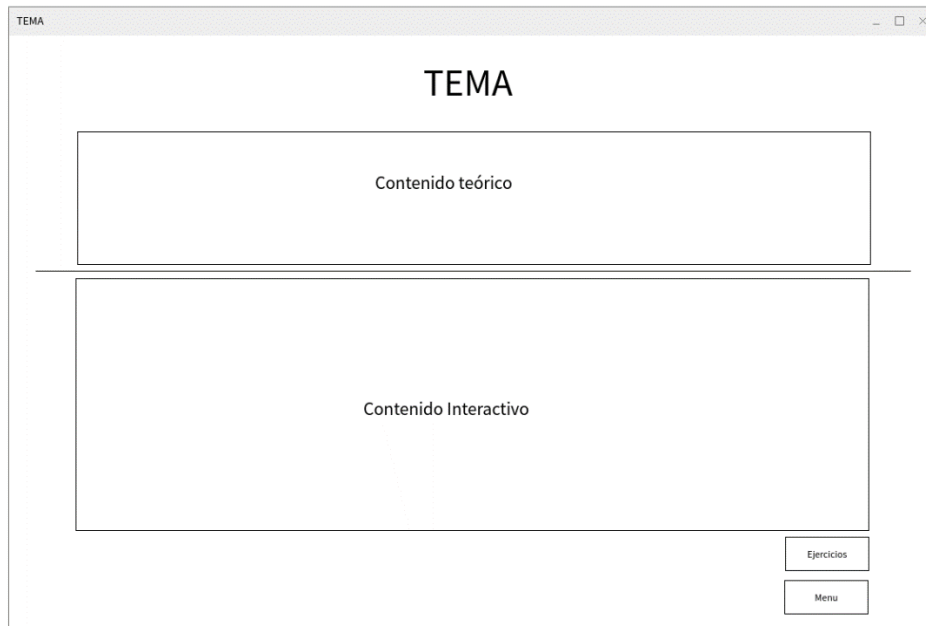 TEMA
TEMA
Contenido teórico
Contenido Interactivo
Ejercicios
Menu